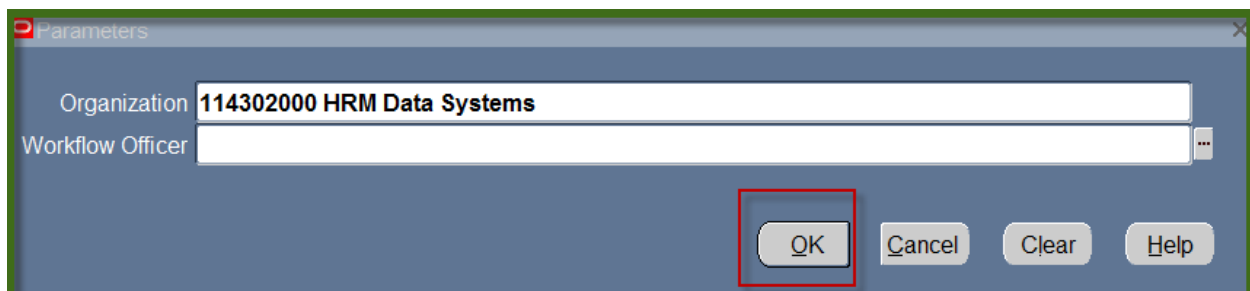 Parameters
Organization 114302000 HRM Data Systems
Workflow Officer
OK Cancel Clear Help